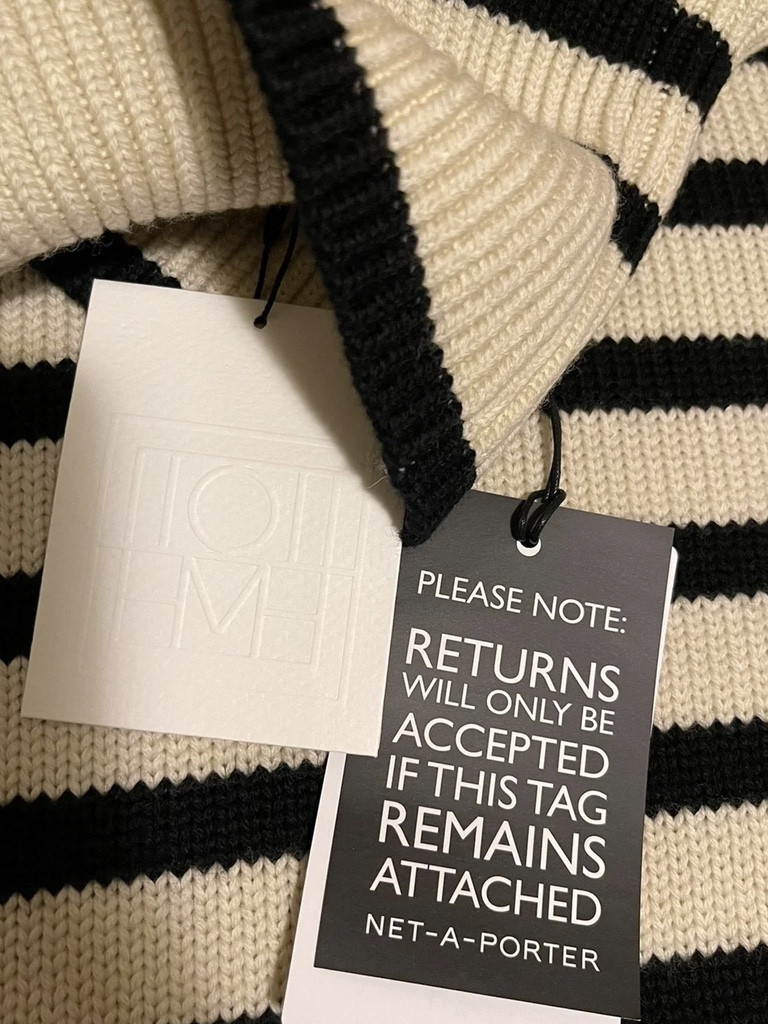 PLEASE NOTE:
RETURNS
WILL ONLY BE
ACCEPTED
IF THIS TAG
REMAINS
ATTACHED
NET-A-PORTER